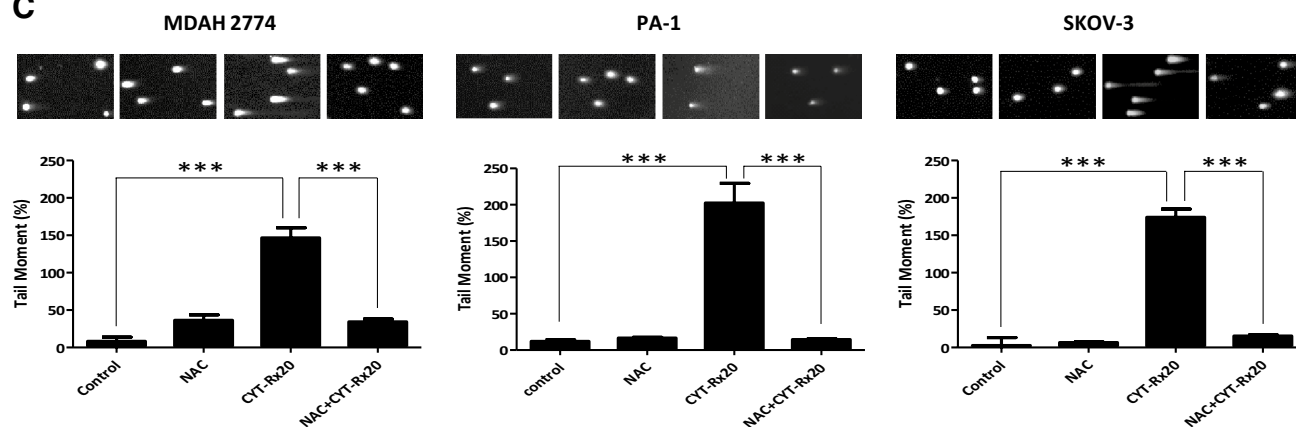 C
MDAH 2774
PA-1
SKOV-3
Tail Moment (%)
250
200
150
100
50
0
***
***
Control
NAC
CYT-Rx20
NAC+CYT-Rx20
Tail Moment (%)
250
200
150
100
50
0
***
***
control
NAC
CYT-Rx20
NAC+CYT-Rx20
Tail Moment (%)
250
200
150
100
50
0
***
***
Control
NAC
CYT-Rx20
NAC+CYT-Rx20